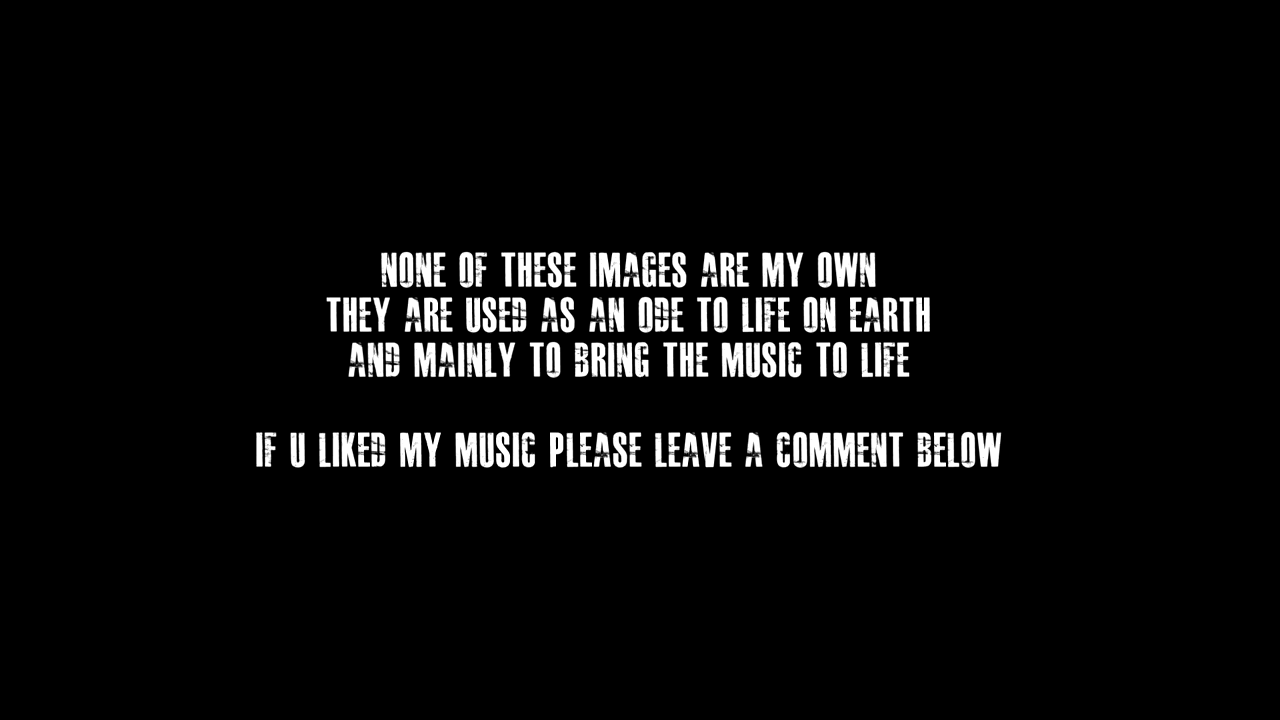 NONE OF THESE IMAGES ARE MY OWN
THEY ARE USED AS AN ODE TO LIFE ON EARTH
AND MAINLY TO BRING THE MUSIC TO LIFE
IF U LIKED MY MUSIC PLEASE LEAVE A COMMENT BELOW